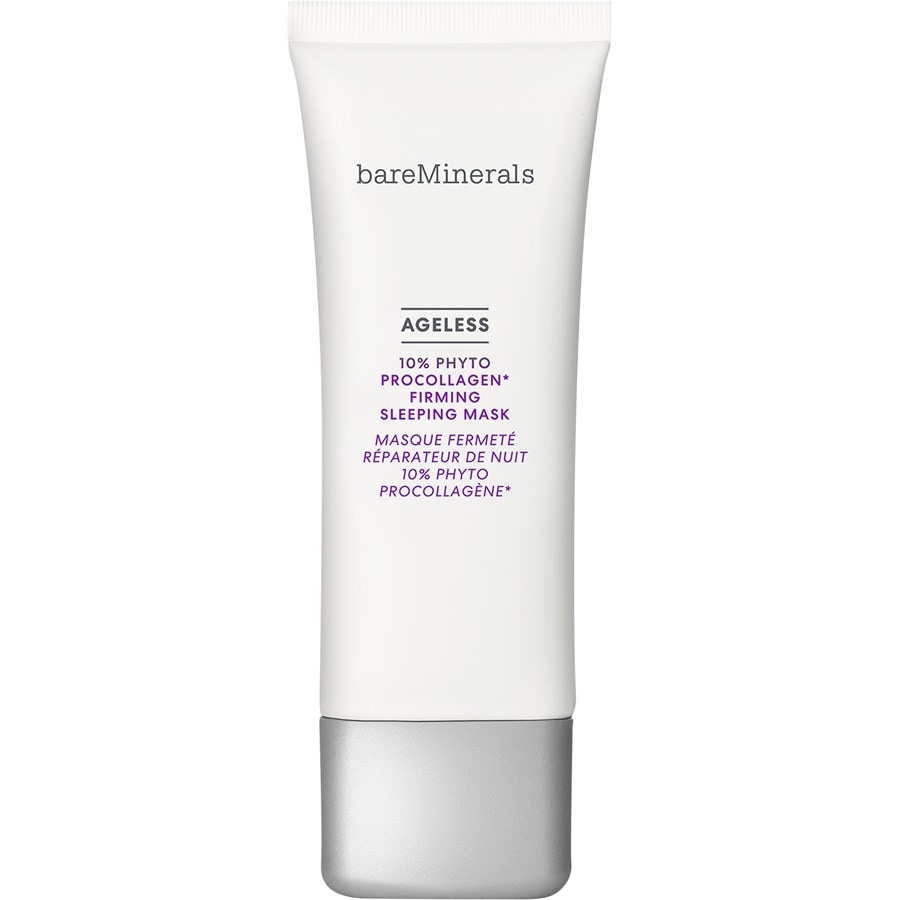 bareMinerals
AGELESS
10% PHYTO
PROCOLLAGEN*
FIRMING
SLEEPING MASK
MASQUE FERMETÉ
RÉPARATEUR DE NUIT
10% PHYTO
PROCOLLAGÈNE*